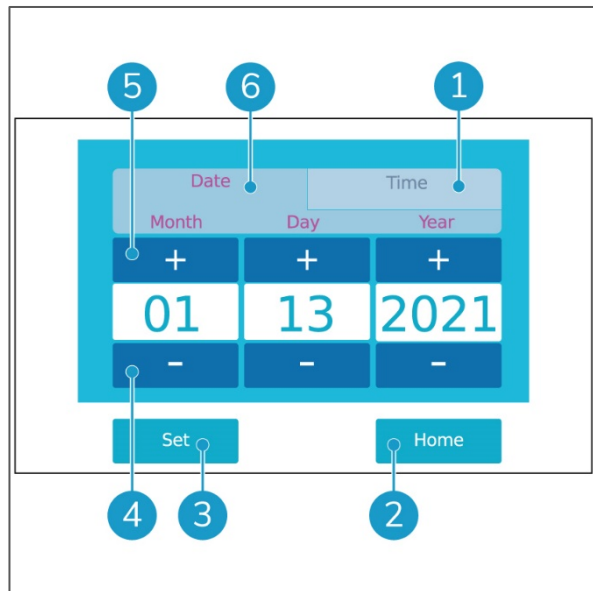 5 6 1
Date Time
Month Day Year
+ + +
01 13 2021
- - -
Set Home
4 3 2